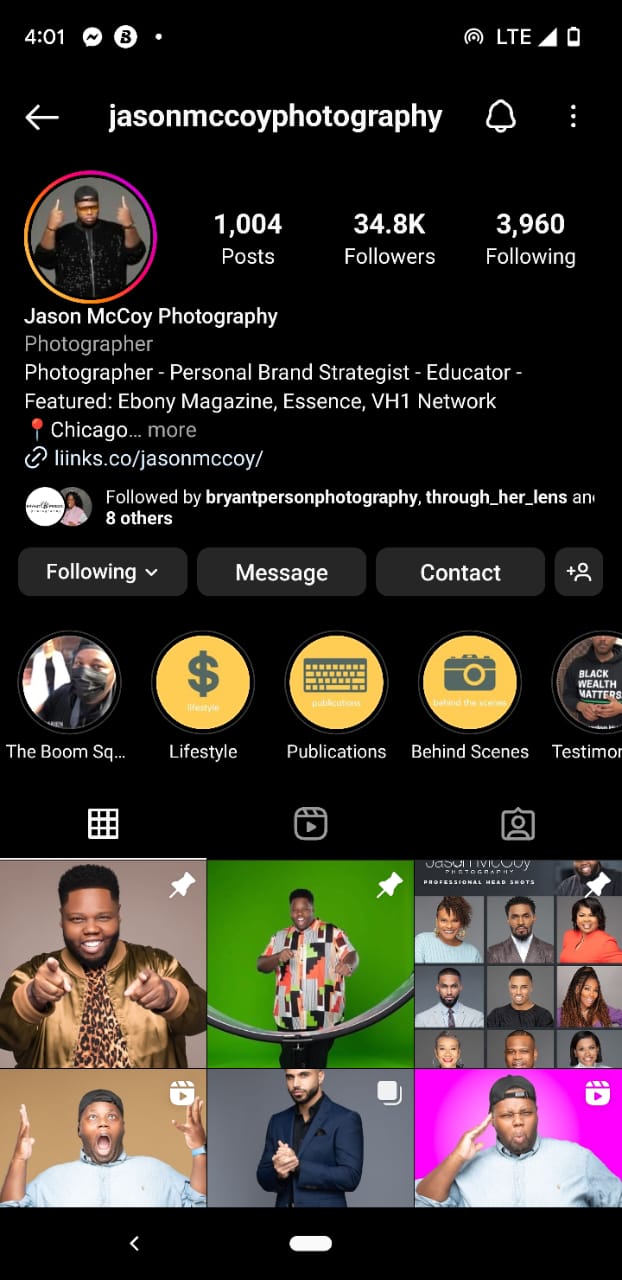 4:01
LTE
jasonmccoyphotography
1,004
34.8K
3,960
Posts
Followers
Following
Jason McCoy Photography
Photographer
Photographer - Personal Brand Strategist - Educator -
Featured: Ebony Magazine, Essence, VH1 Network
📍Chicago... more
liinks.co/jasonmccoy/
Followed by bryantpersonphotography, through_her_lens an
8 others
Following
Message
Contact
$
lifestyle
publications
behind the scenes
BLACK
WEALTH
MATTERS
The Boom Sq...
Lifestyle
Publications
Behind Scenes
Testimon
Jason McCoy
PHOTOGRAPHY
PROFESSIONAL HEAD SHOTS